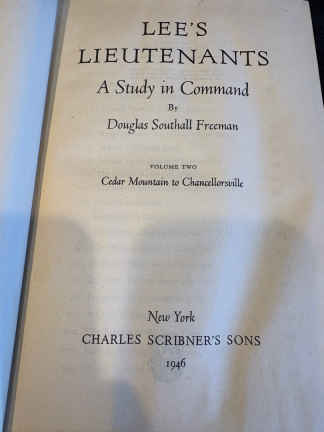 LEE'S
LIEUTENANTS
A Study in Command
By
Douglas Southall Freeman
VOLUME TWO
Cedar Mountain to Chancellorsville
New York
CHARLES SCRIBNER'S SONS
1946